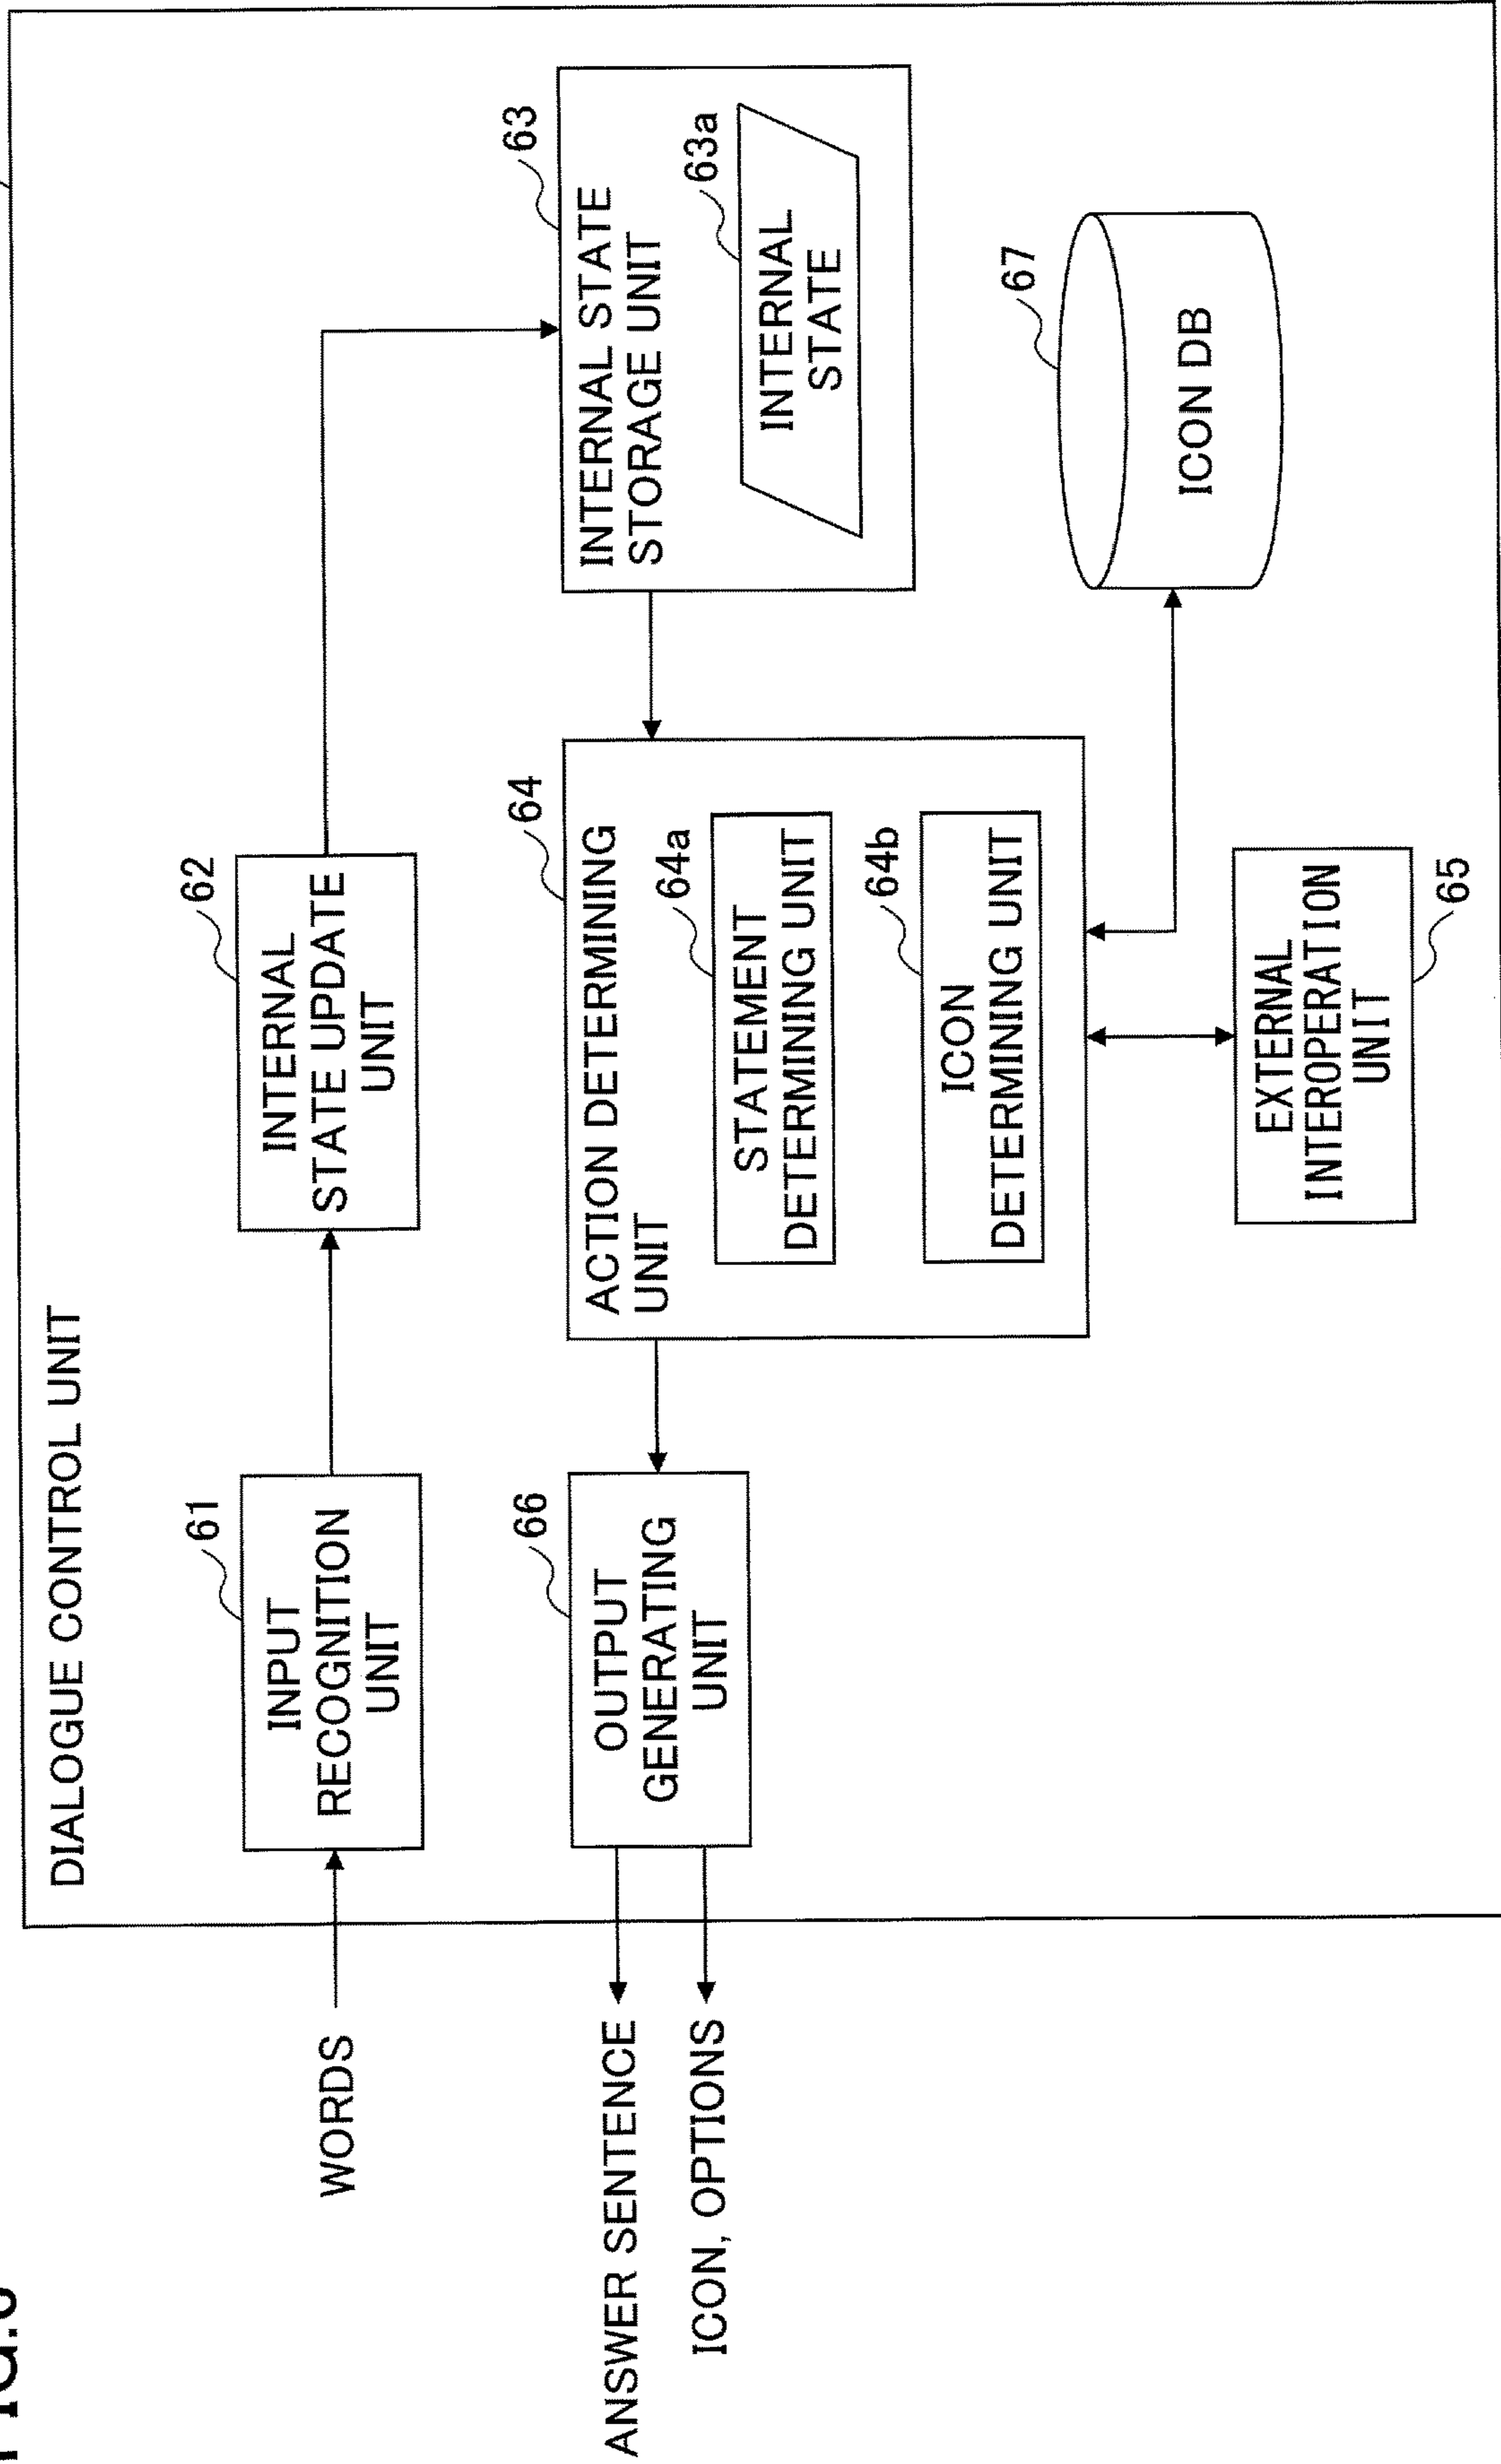 DIALOGUE CONTROL UNIT
WORDS
61
INPUT
RECOGNITION
UNIT
62
INTERNAL
STATE UPDATE
UNIT
63
INTERNAL STATE
STORAGE UNIT
63a
INTERNAL
STATE
64
ACTION DETERMINING
UNIT
64a
STATEMENT
DETERMINING UNIT
64b
ICON
DETERMINING UNIT
66
OUTPUT
GENERATING
UNIT
ANSWER SENTENCE
ICON, OPTIONS
67
ICON DB
EXTERNAL
INTEROPERATION
UNIT
65